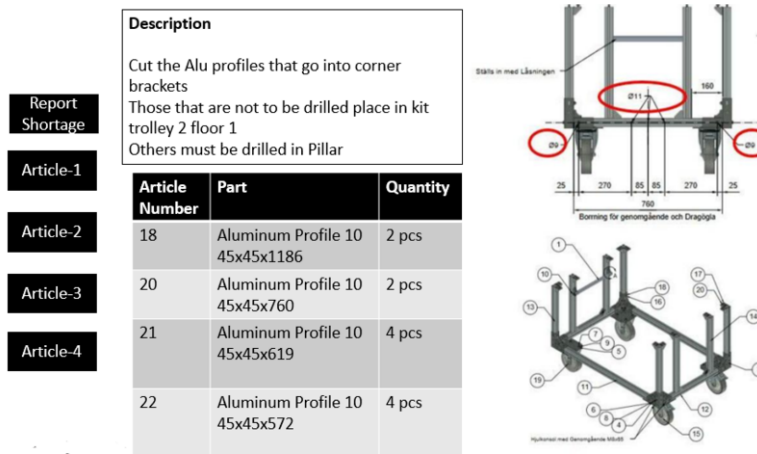 Description
Cut the Alu profiles that go into corner
brackets
Those that are not to be drilled place in kit
trolley 2 floor 1
Others must be drilled in Pillar
Report
Shortage
Article-1
Article-2
Article-3
Article-4
Article Number Part Quantity
18 Aluminum Profile 10 45x45x1186 2 pcs
20 Aluminum Profile 10 45x45x760 2 pcs
21 Aluminum Profile 10 45x45x619 4 pcs
22 Aluminum Profile 10 45x45x572 4 pcs
Ställs in med Låsningen
160
Ø11
Ø9 Ø9
25 270 85 85 270 25
760
Borrning för genomgående och Dragögla
1
10
A
13
18
16
17
20
14
7
9
5
19
11
12
6
8
4
15
Hjulkonsol med Genomgående M8x85